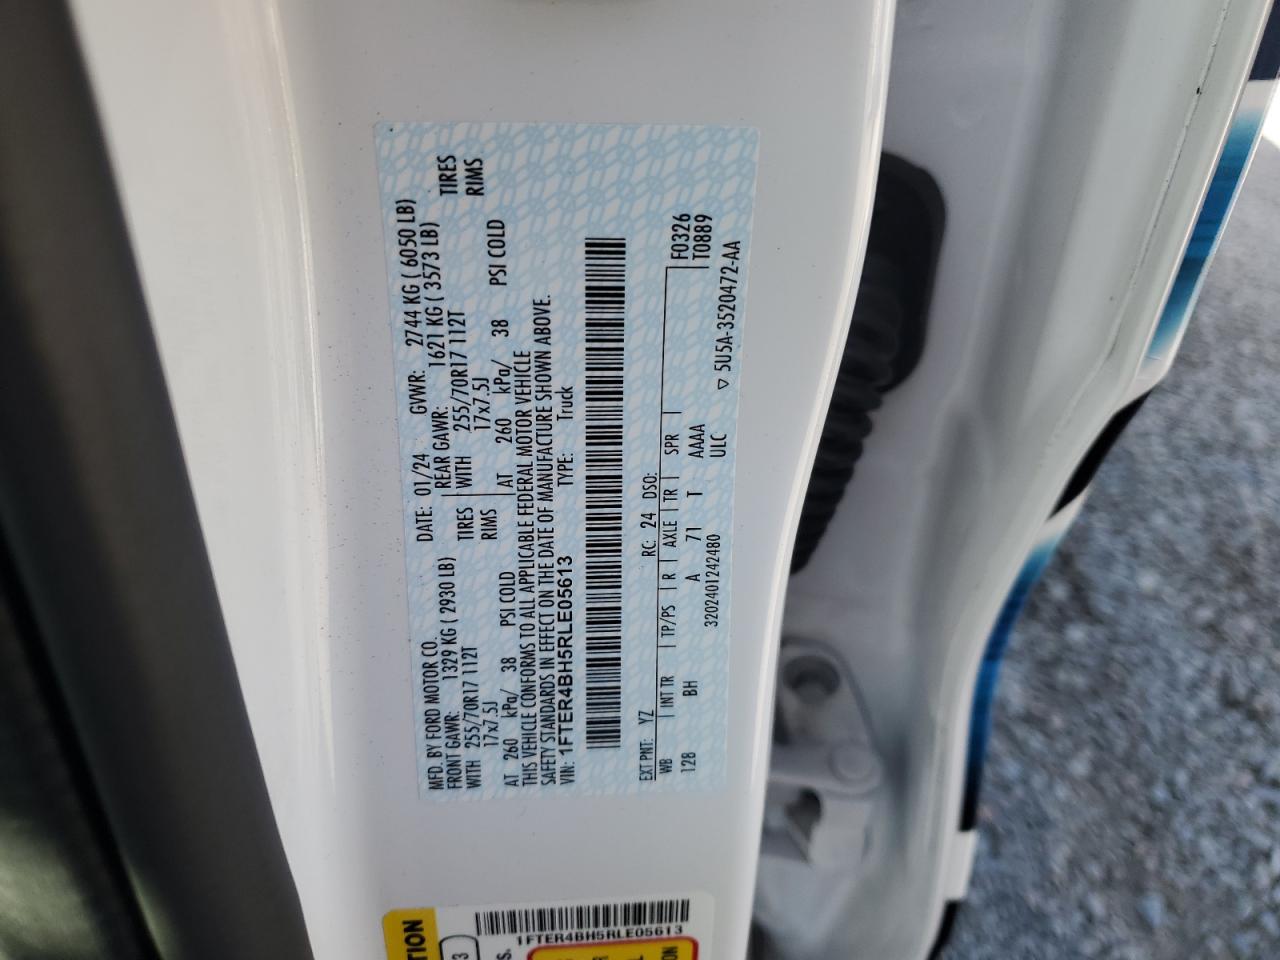 MFD. BY FORD MOTOR CO.
DATE: 01/24 GVWR: 2744 KG ( 6050 LB)
FRONT GAWR: 1329 KG ( 2930 LB)
REAR GAWR: 1621 KG ( 3573 LB)
WITH 255/70R17 112T TIRES
WITH 255/70R17 112T TIRES
17x7.5J RIMS
17x7.5J RIMS
AT 260 kPa/ 38 PSI COLD
AT 260 kPa/ 38 PSI COLD
THIS VEHICLE CONFORMS TO ALL APPLICABLE FEDERAL MOTOR VEHICLE
SAFETY STANDARDS IN EFFECT ON THE DATE OF MANUFACTURE SHOWN ABOVE.
VIN: 1FTER4BH5RLE05613 TYPE: Truck
EXT PNT: YZ RC: 24 DSO: F0326
WB INT TR TP/PS R AXLE TR SPR T0889
128 BH A 71 T AAAA
3202401242480 ULC ▽ 5U5A-3520472-AA
1FTER4BH5RLE05613